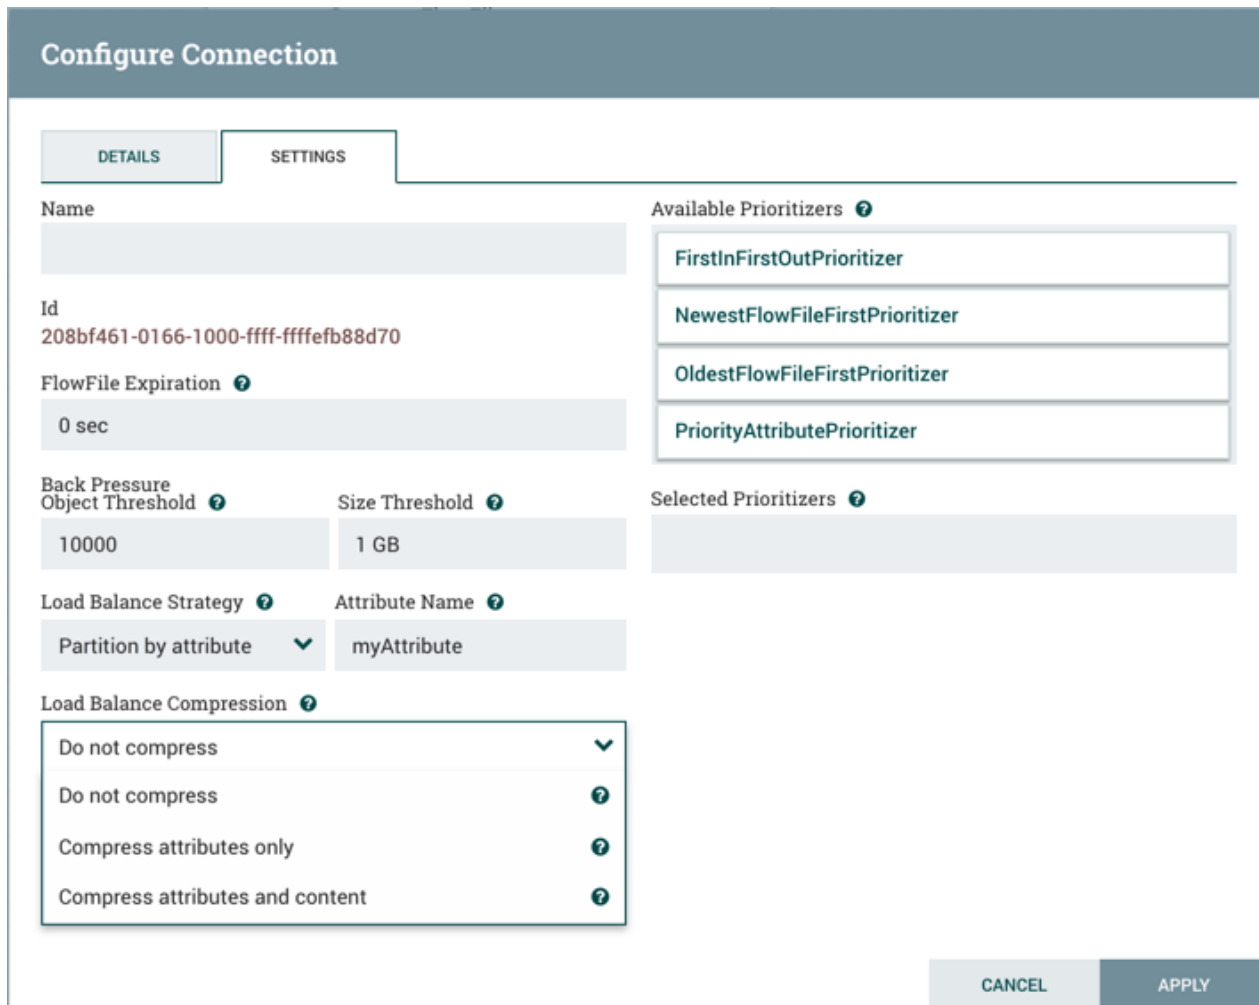 Configure Connection
DETAILS
SETTINGS
Name
Id
208bf461-0166-1000-ffff-ffffefb88d70
FlowFile Expiration
0 sec
Back Pressure
Object Threshold
Size Threshold
10000
1 GB
Load Balance Strategy
Attribute Name
Partition by attribute
myAttribute
Load Balance Compression
Do not compress
Do not compress
Compress attributes only
Compress attributes and content
Available Prioritizers
FirstInFirstOutPrioritizer
NewestFlowFileFirstPrioritizer
OldestFlowFileFirstPrioritizer
PriorityAttributePrioritizer
Selected Prioritizers
CANCEL
APPLY